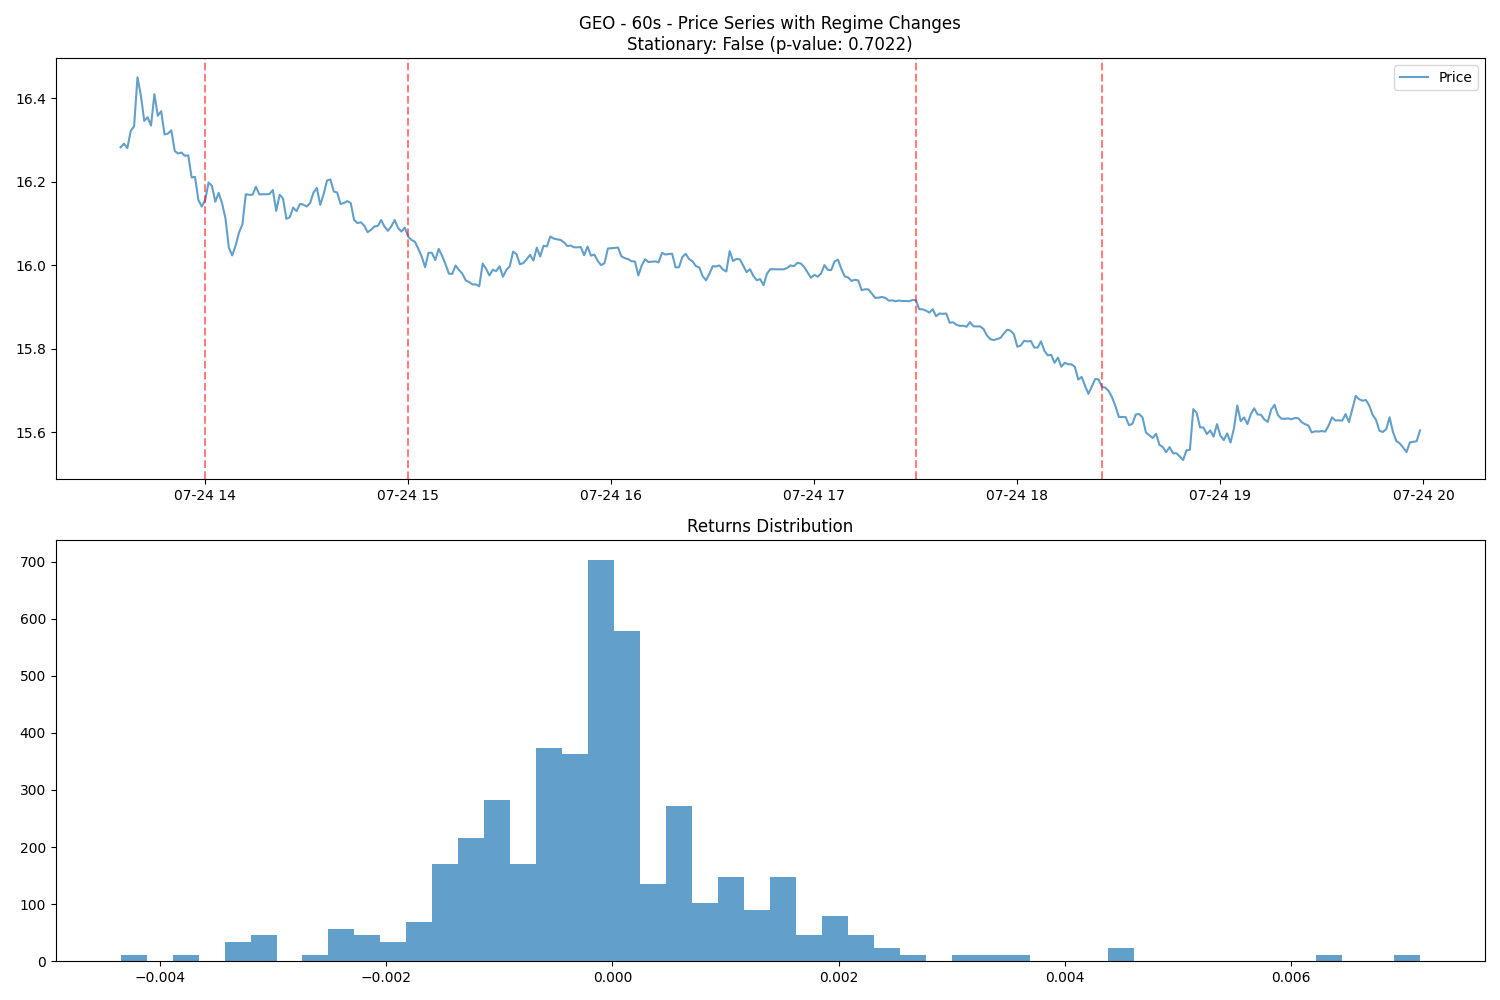 GEO - 60s - Price Series with Regime Changes
Stationary: False (p-value: 0.7022)
Price
16.4
16.2
16.0
15.8
15.6
07-24 14 07-24 15 07-24 16 07-24 17 07-24 18 07-24 19 07-24 20
Returns Distribution
700
600
500
400
300
200
100
0
−0.004 −0.002 0.000 0.002 0.004 0.006